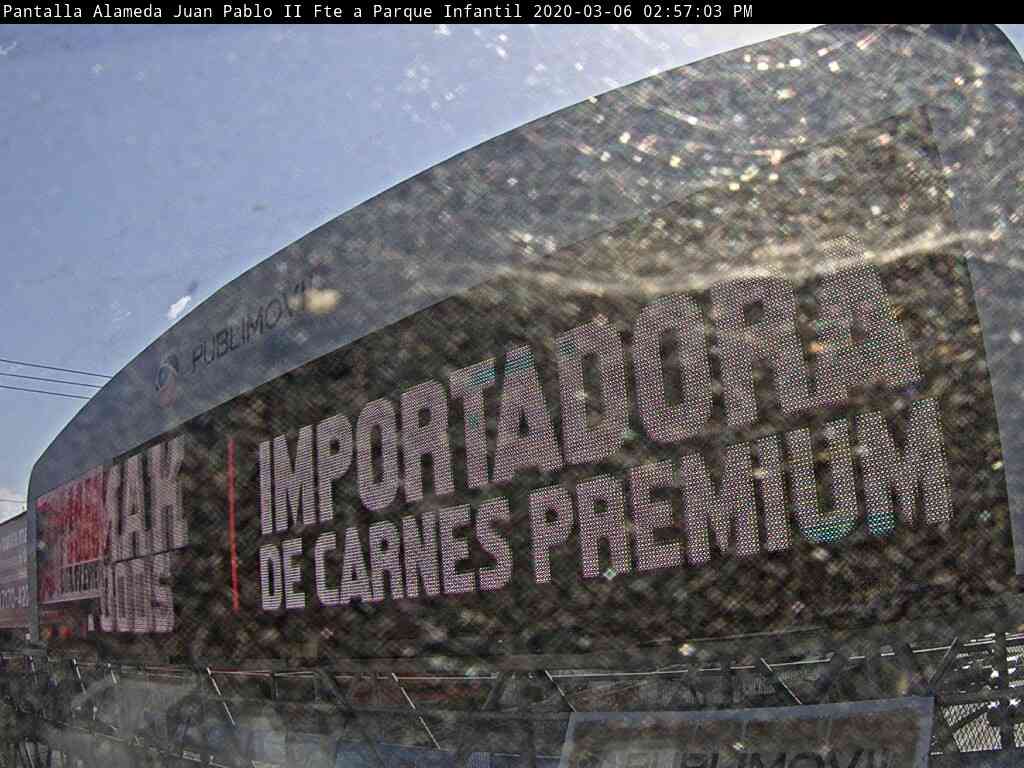 Pantalla Alameda Juan Pablo II Fte a Parque Infantil 2020-03-06 02:57:03 PM
PUBLIMOVIL
IMPORTADORA
DE CARNES PREMIUM
PUBLIMOVIL